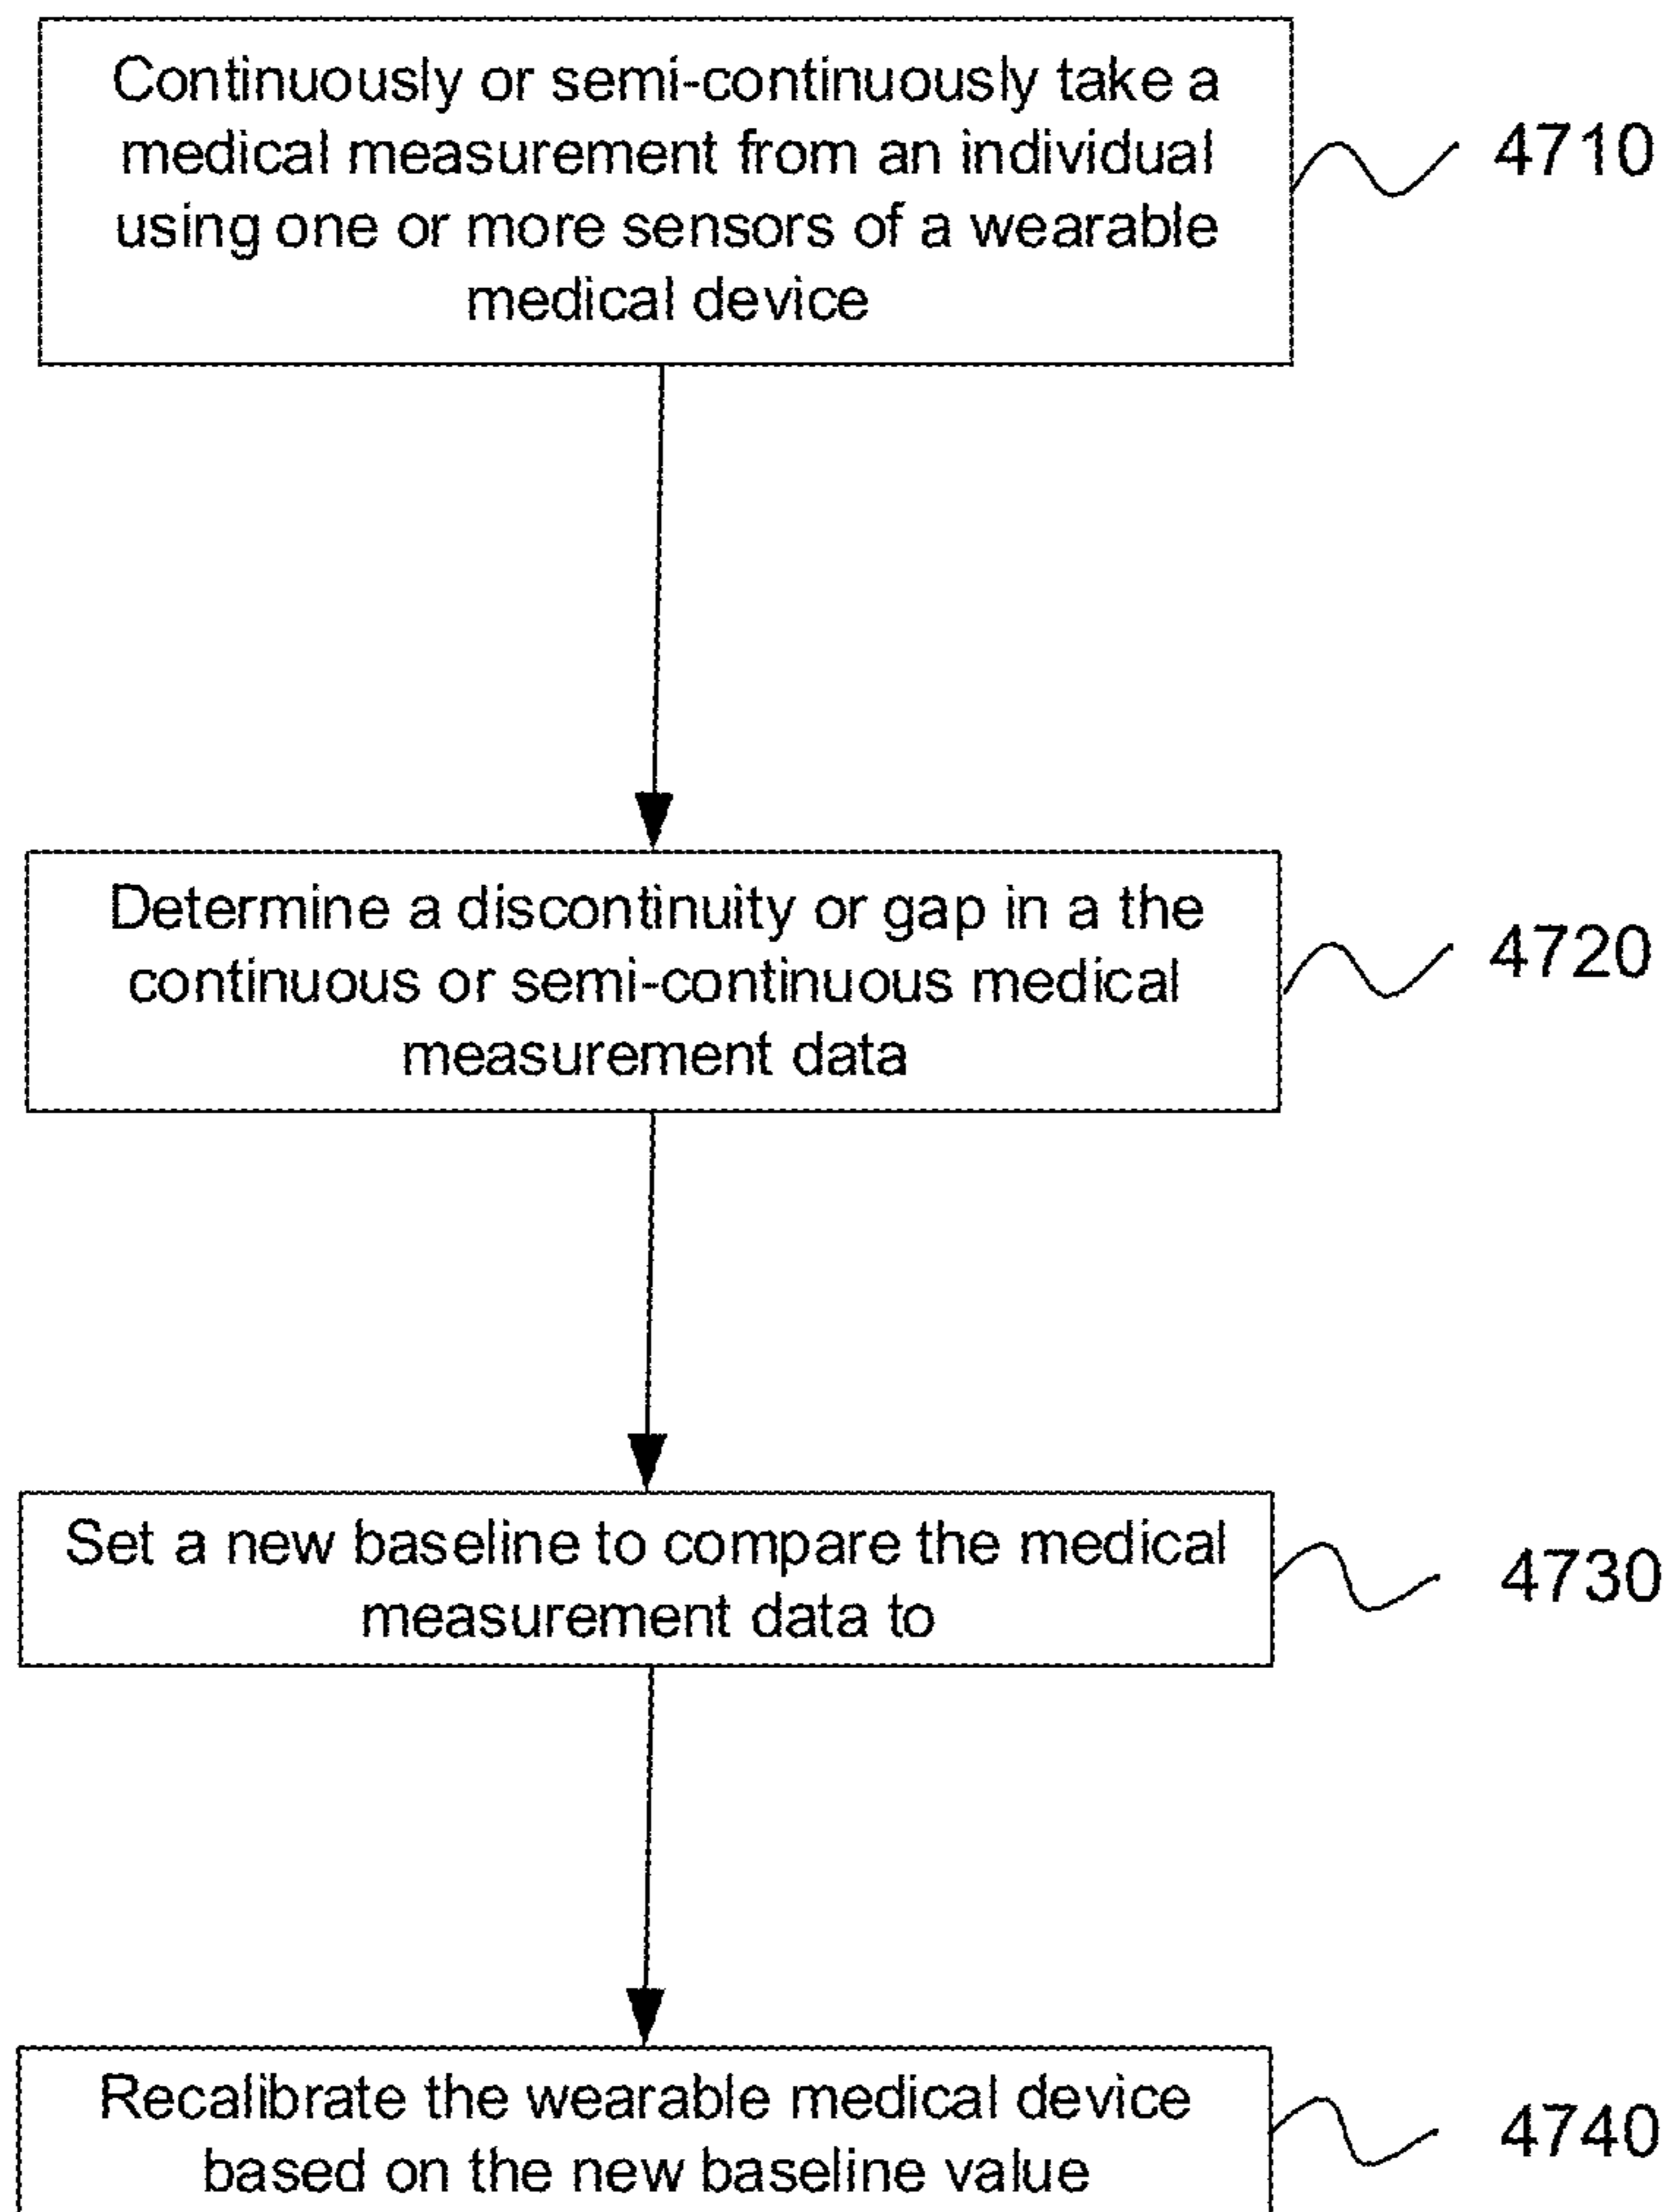 Continuously or semi-continuously take a
medical measurement from an individual
using one or more sensors of a wearable
medical device
4710
Determine a discontinuity or gap in a the
continuous or semi-continuous medical
measurement data
4720
Set a new baseline to compare the medical
measurement data to
4730
Recalibrate the wearable medical device
based on the new baseline value
4740